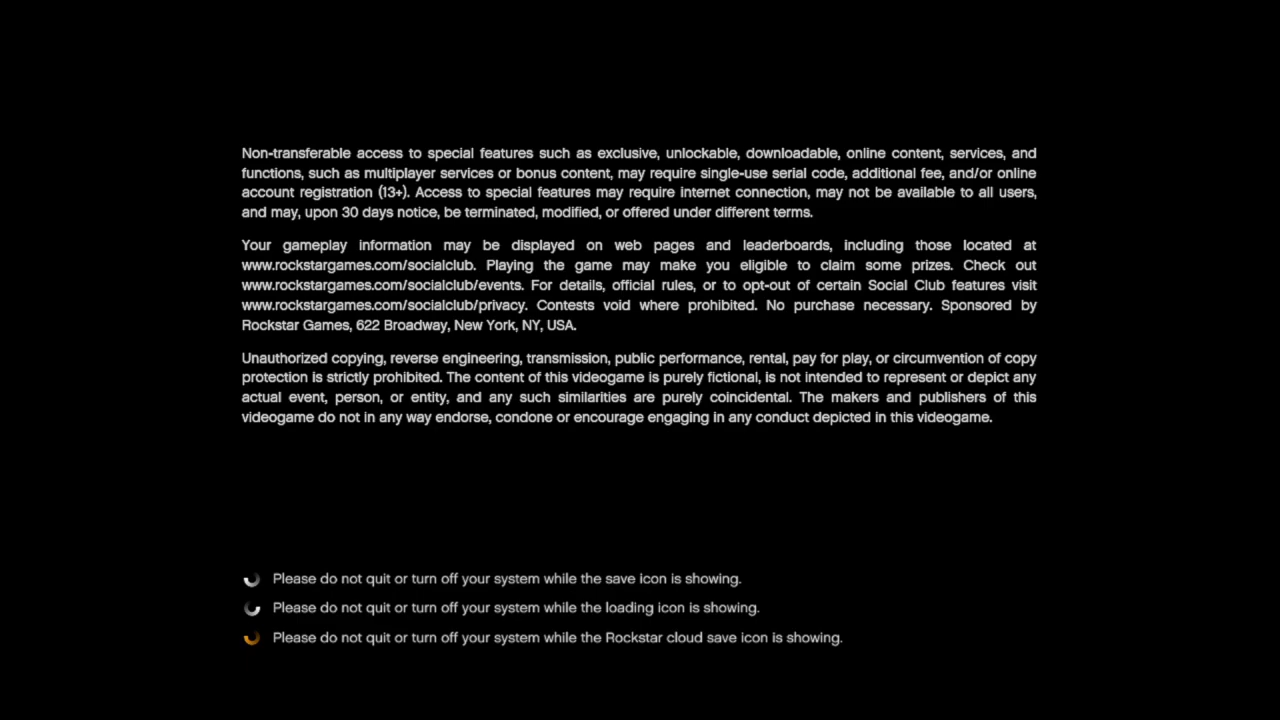 Non-transferable access to special features such as exclusive, unlockable, downloadable, online content, services, and
functions, such as multiplayer services or bonus content, may require single-use serial code, additional fee, and/or online
account registration (13+). Access to special features may require internet connection, may not be available to all users,
and may, upon 30 days notice, be terminated, modified, or offered under different terms.
Your gameplay information may be displayed on web pages and leaderboards, including those located at
www.rockstargames.com/socialclub. Playing the game may make you eligible to claim some prizes. Check out
www.rockstargames.com/socialclub/events. For details, official rules, or to opt-out of certain Social Club features visit
www.rockstargames.com/socialclub/privacy. Contests void where prohibited. No purchase necessary. Sponsored by
Rockstar Games, 622 Broadway, New York, NY, USA.
Unauthorized copying, reverse engineering, transmission, public performance, rental, pay for play, or circumvention of copy
protection is strictly prohibited. The content of this videogame is purely fictional, is not intended to represent or depict any
actual event, person, or entity, and any such similarities are purely coincidental. The makers and publishers of this
videogame do not in any way endorse, condone or encourage engaging in any conduct depicted in this videogame.
Please do not quit or turn off your system while the save icon is showing.
Please do not quit or turn off your system while the loading icon is showing.
Please do not quit or turn off your system while the Rockstar cloud save icon is showing.